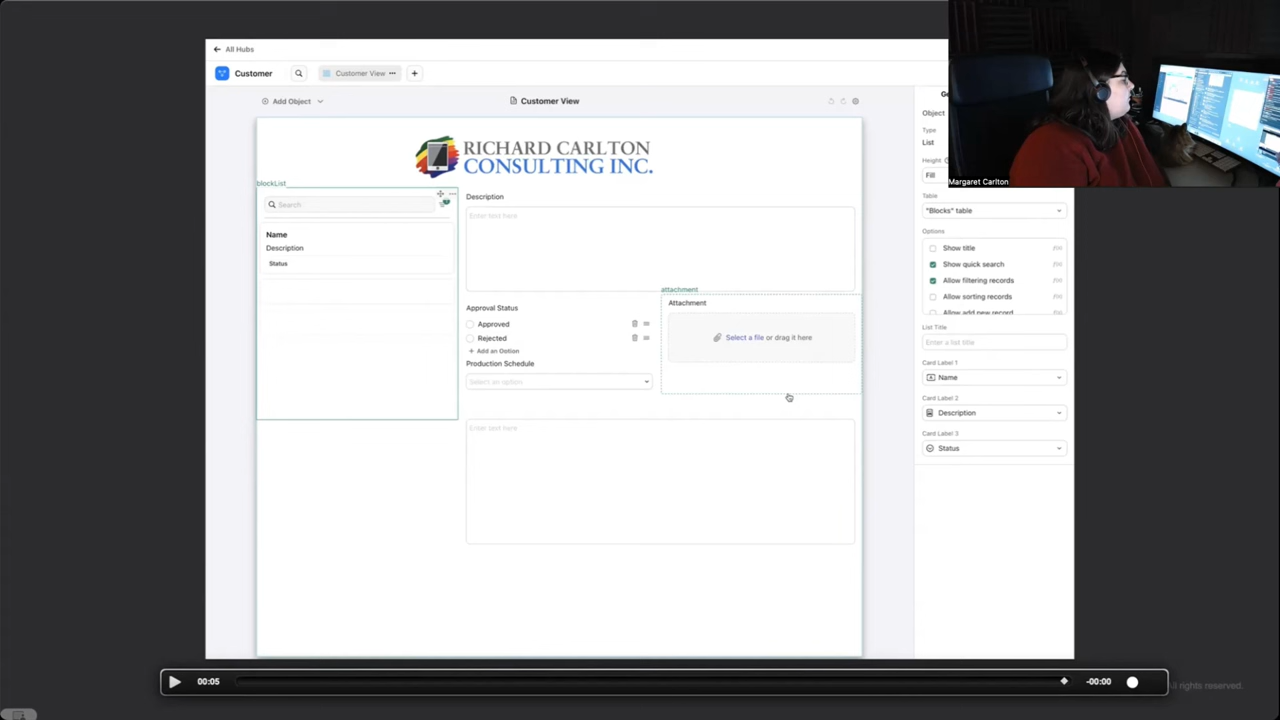 All Hubs
Customer
Customer View
Add Object
Customer View
RICHARD CARLTON
CONSULTING INC.
blockList
Search
Name
Description
Status
Description
Enter text here
Approval Status
Approved
Rejected
+ Add an Option
Production Schedule
Select an option
attachment
Attachment
Select a file or drag it here
Enter text here
Object
Type
List
Height
Fill
Margaret Carlton
Table
"Blocks" table
Options
Show title
Show quick search
Allow filtering records
Allow sorting records
Allow add new record
List Title
Enter a list title
Card Label 1
Name
Card Label 2
Description
Card Label 3
Status
00:05
-00:00
All rights reserved.